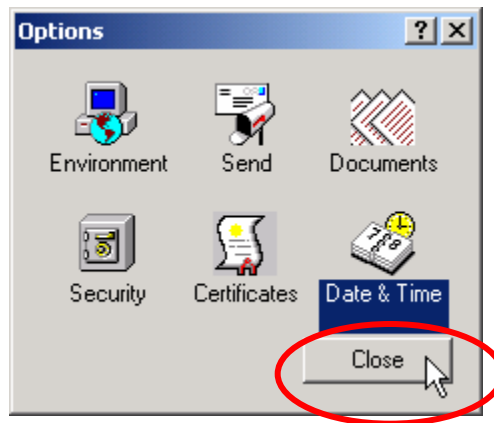 Options
Environment Send Documents
Security Certificates Date & Time
Close